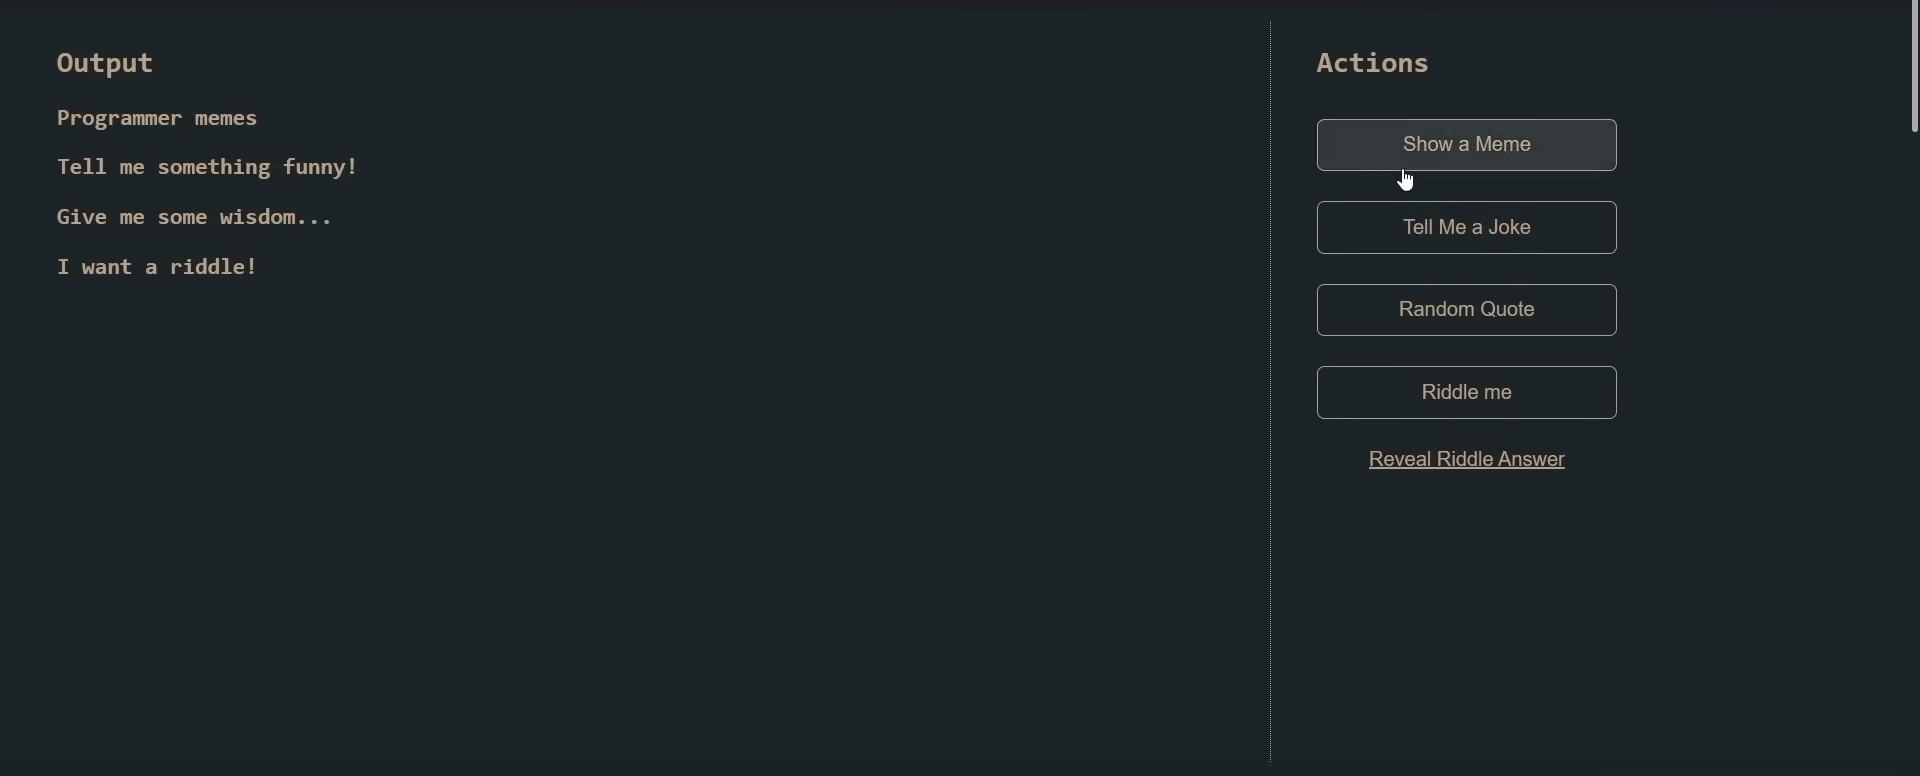 Output
Programmer memes
Tell me something funny!
Give me some wisdom...
I want a riddle!
Actions
Show a Meme
Tell Me a Joke
Random Quote
Riddle me
Reveal Riddle Answer